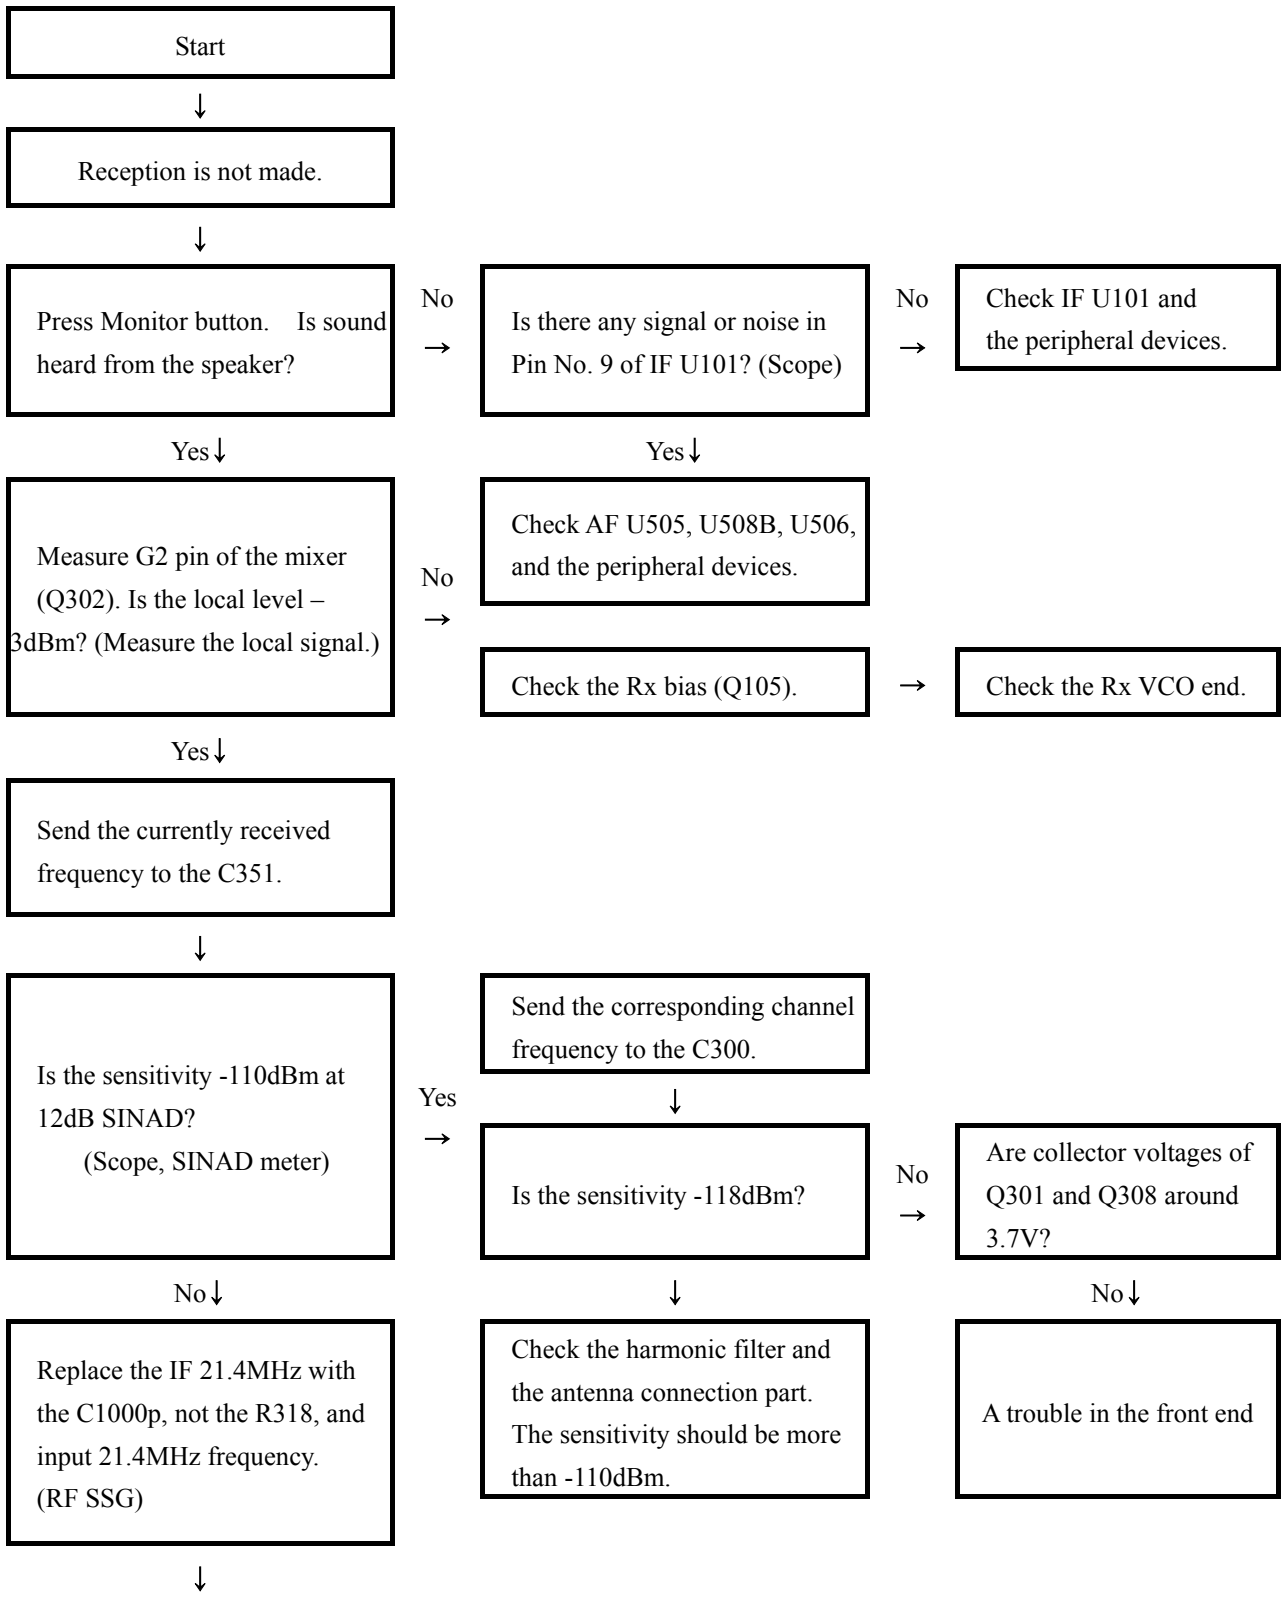 Start
↓
Reception is not made.
↓
Press Monitor button. Is sound
heard from the speaker?
No
→
Is there any signal or noise in
Pin No. 9 of IF U101? (Scope)
No
→
Check IF U101 and
the peripheral devices.
Yes↓
Yes↓
Measure G2 pin of the mixer
(Q302). Is the local level –
3dBm? (Measure the local signal.)
No
→
Check AF U505, U508B, U506,
and the peripheral devices.
Check the Rx bias (Q105).
→
Check the Rx VCO end.
Yes↓
Send the currently received
frequency to the C351.
↓
Is the sensitivity -110dBm at
12dB SINAD?
(Scope, SINAD meter)
Yes
→
Send the corresponding channel
frequency to the C300.
↓
Is the sensitivity -118dBm?
No
→
Are collector voltages of
Q301 and Q308 around
3.7V?
No↓
↓
No↓
Replace the IF 21.4MHz with
the C1000p, not the R318, and
input 21.4MHz frequency.
(RF SSG)
Check the harmonic filter and
the antenna connection part.
The sensitivity should be more
than -110dBm.
A trouble in the front end
↓